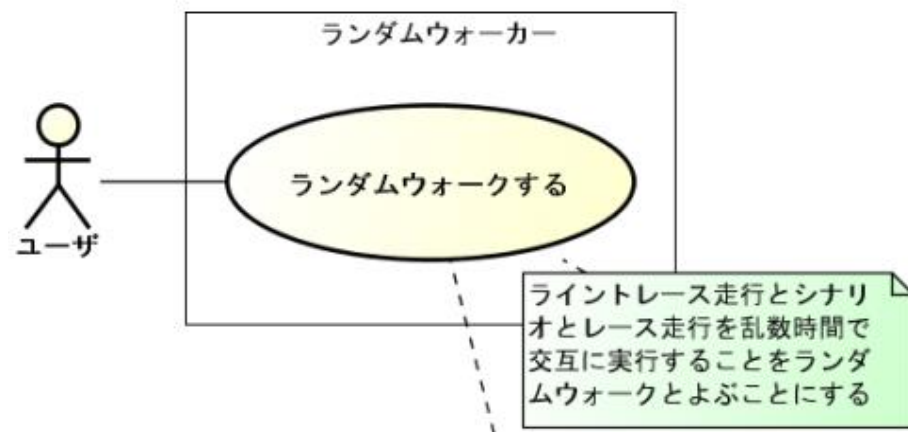 ランダムウォーカー
ランダムウォークする
ユーザ
ライントレース走行とシナリ
オとレース走行を乱数時間で
交互に実行することをランダ
ムウォークとよぶことにする